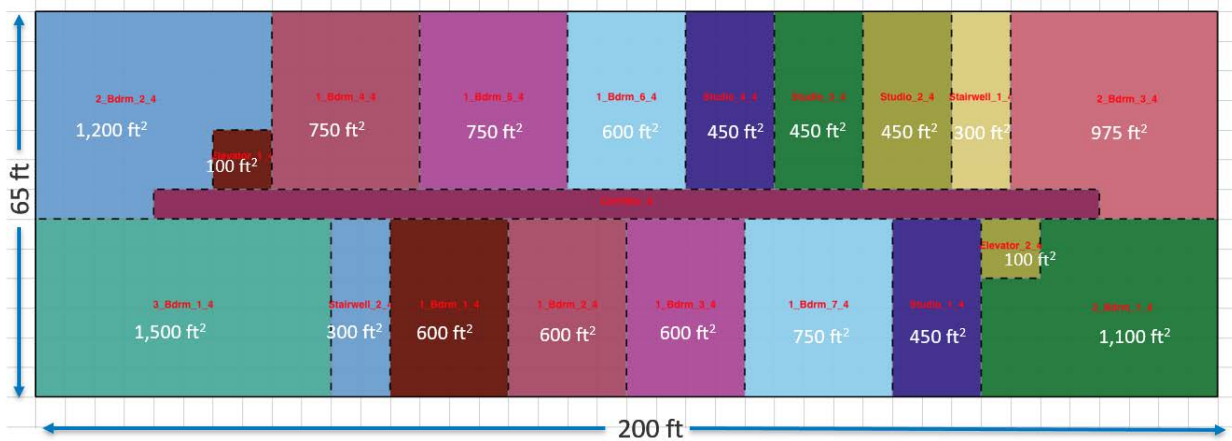 65 ft
2_Bdrm_2_4
1,200 ft²
100 ft²
1_Bdrm_4_4
750 ft²
1_Bdrm_5_4
750 ft²
1_Bdrm_6_4
600 ft²
450 ft²
450 ft²
Studio_2_4
450 ft²
Stairwell_1_4
300 ft²
2_Bdrm_3_4
975 ft²
3_Bdrm_1_4
1,500 ft²
Stairwell_2_4
300 ft²
1_Bdrm_1_4
600 ft²
1_Bdrm_2_4
600 ft²
1_Bdrm_3_4
600 ft²
1_Bdrm_7_4
750 ft²
Studio_1_4
450 ft²
Elevator_2_4
100 ft²
2_Bdrm_1_4
1,100 ft²
200 ft